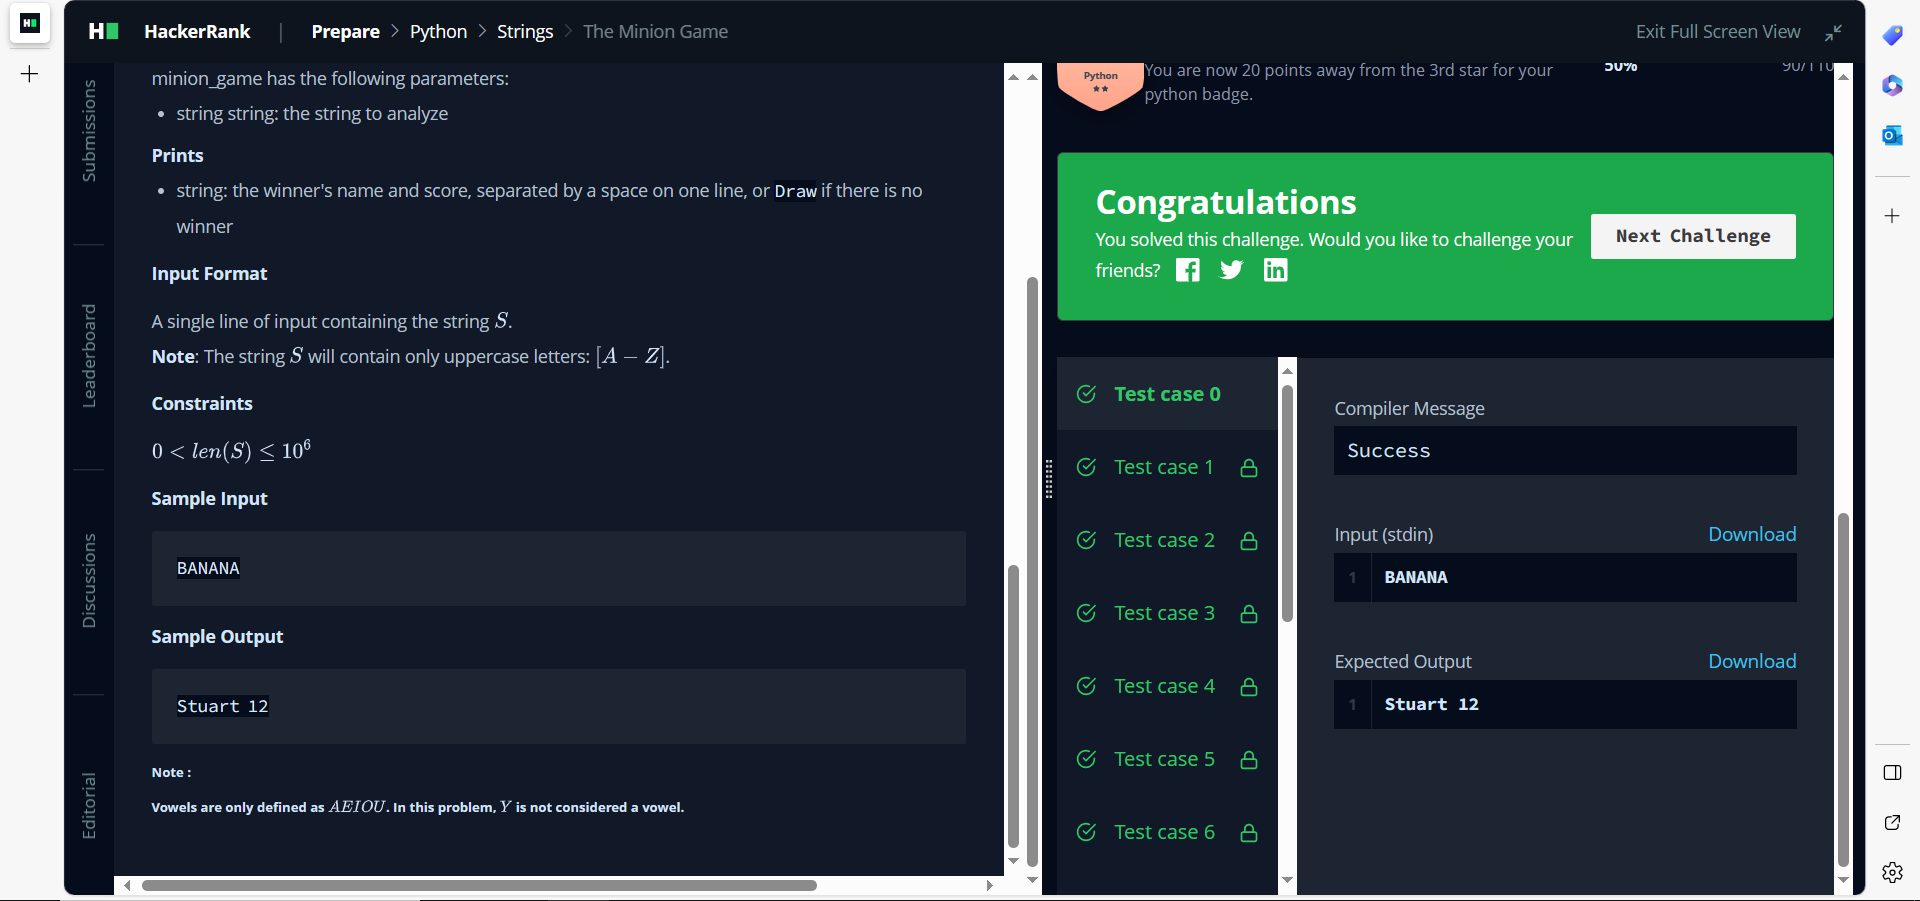 HackerRank | Prepare > Python > Strings > The Minion Game
Exit Full Screen View
Submissions
Leaderboard
Discussions
Editorial
minion_game has the following parameters:
• string string: the string to analyze
Prints
• string: the winner's name and score, separated by a space on one line, or Draw if there is no
winner
Input Format
A single line of input containing the string S.
Note: The string S will contain only uppercase letters: [A − Z].
Constraints
0 < len(S) ≤ 10⁶
Sample Input
BANANA
Sample Output
Stuart 12
Note :
Vowels are only defined as AEIOU. In this problem, Y is not considered a vowel.
Python
★★
You are now 20 points away from the 3rd star for your
python badge.
50%
90/110
Congratulations
You solved this challenge. Would you like to challenge your
friends?
Next Challenge
Test case 0
Test case 1
Test case 2
Test case 3
Test case 4
Test case 5
Test case 6
Compiler Message
Success
Input (stdin)
Download
1 BANANA
Expected Output
Download
1 Stuart 12